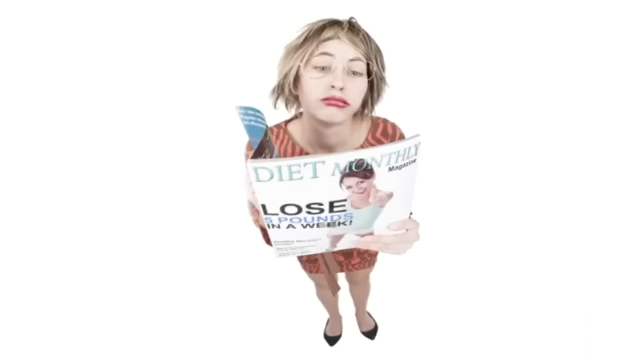 DIET MONTHLY
Magazine
LOSE
5 POUNDS
IN A WEEK!